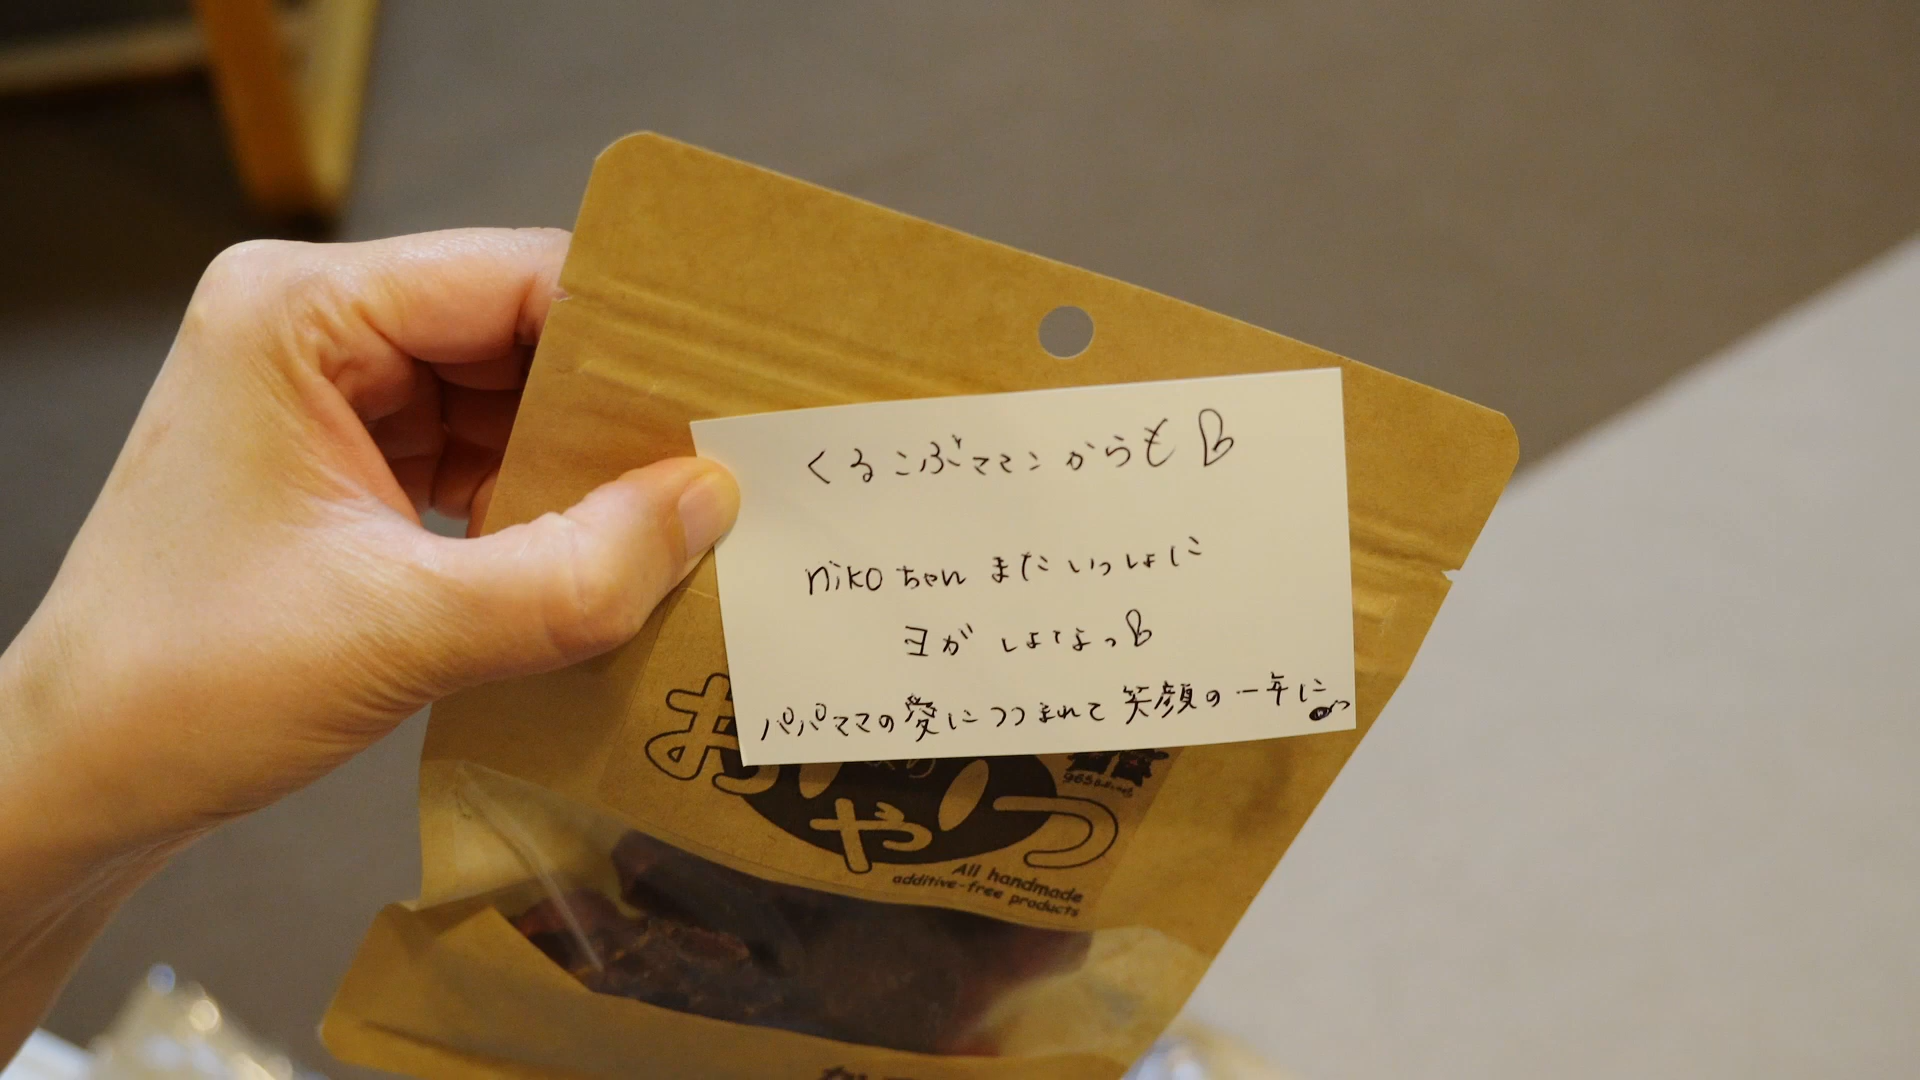 くるこぶママンからも♡
nikoちゃん またいっしょに
ヨガ しよてよっ♡
パパママの愛につつまれて 笑顔の一年に
おやつ
All handmade
additive-free products